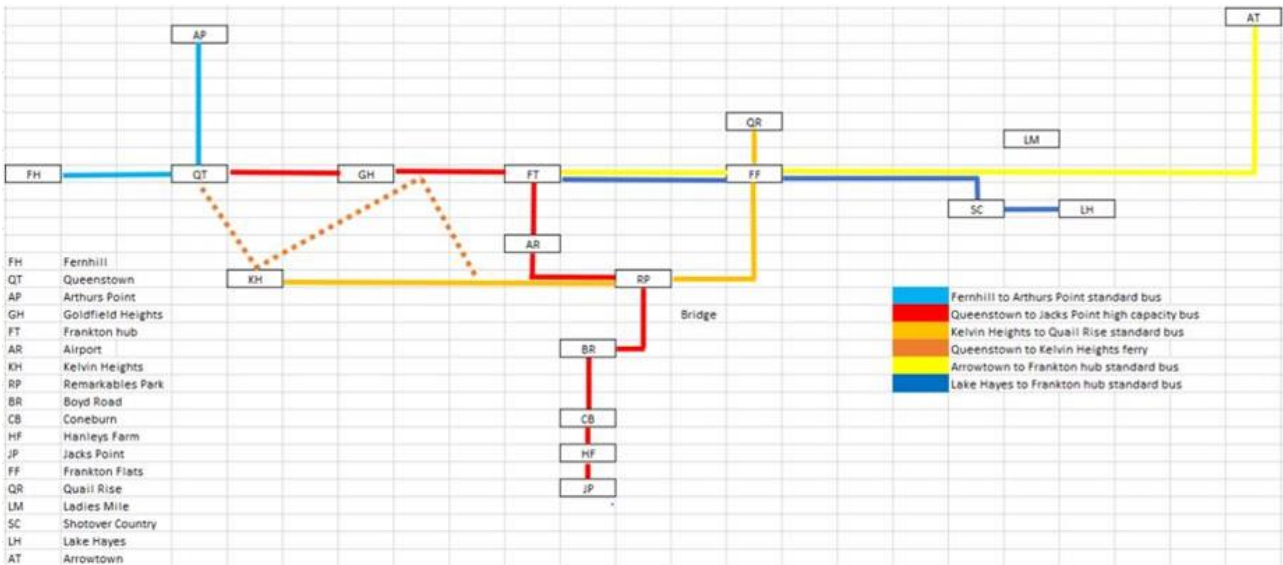 AT
AP
QR
LM
FH
QT
GH
FT
FF
SC
LH
AR
KH
RP
Bridge
BR
CB
HF
JP
FH Fernhill
QT Queenstown
AP Arthurs Point
GH Goldfield Heights
FT Frankton hub
AR Airport
KH Kelvin Heights
RP Remarkables Park
BR Boyd Road
CB Coneburn
HF Hanleys Farm
JP Jacks Point
FF Frankton Flats
QR Quail Rise
LM Ladies Mile
SC Shotover Country
LH Lake Hayes
AT Arrowtown
Fernhill to Arthurs Point standard bus
Queenstown to Jacks Point high capacity bus
Kelvin Heights to Quail Rise standard bus
Queenstown to Kelvin Heights ferry
Arrowtown to Frankton hub standard bus
Lake Hayes to Frankton hub standard bus